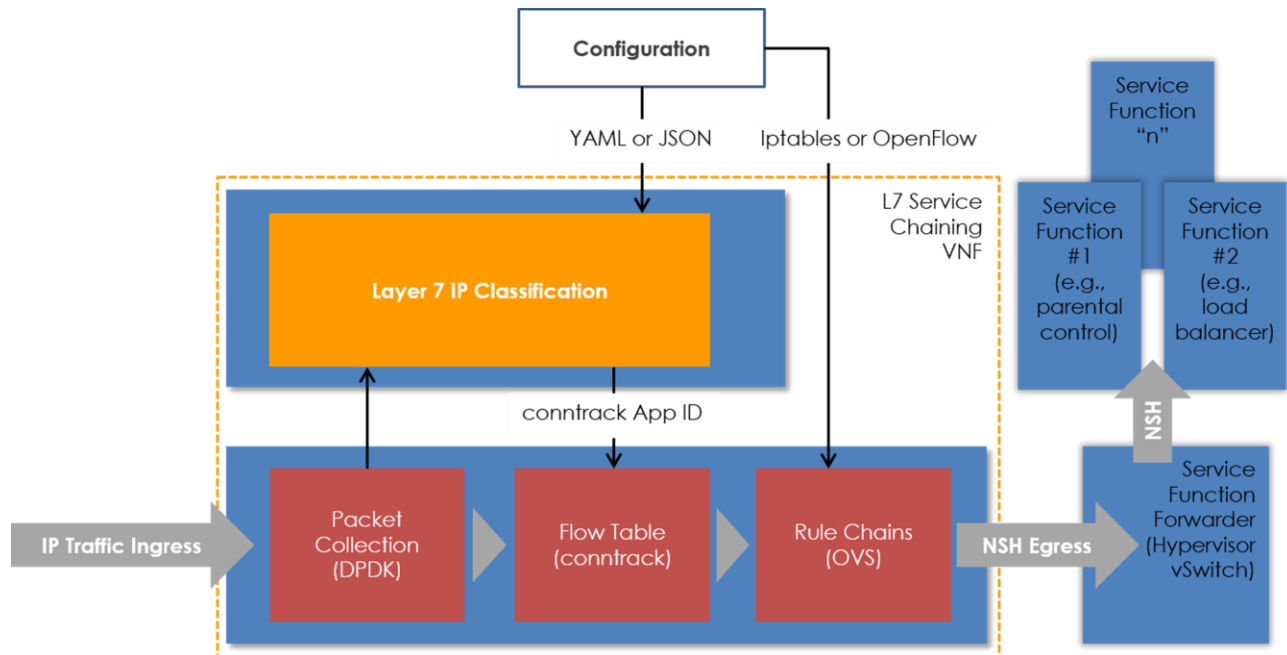 Configuration
YAML or JSON
Iptables or OpenFlow
L7 Service
Chaining
VNF
Layer 7 IP Classification
conntrack App ID
IP Traffic Ingress
Packet
Collection
(DPDK)
Flow Table
(conntrack)
Rule Chains
(OVS)
NSH Egress
Service
Function
Forwarder
(Hypervisor
vSwitch)
NSH
Service
Function
#1
(e.g.,
parental
control)
Service
Function
#2
(e.g.,
load
balancer)
Service
Function
“n”